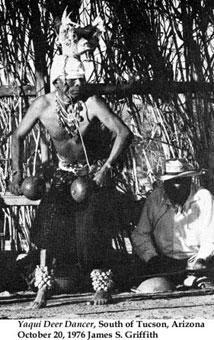 Yaqui Deer Dancer, South of Tucson, Arizona
October 20, 1976 James S. Griffith